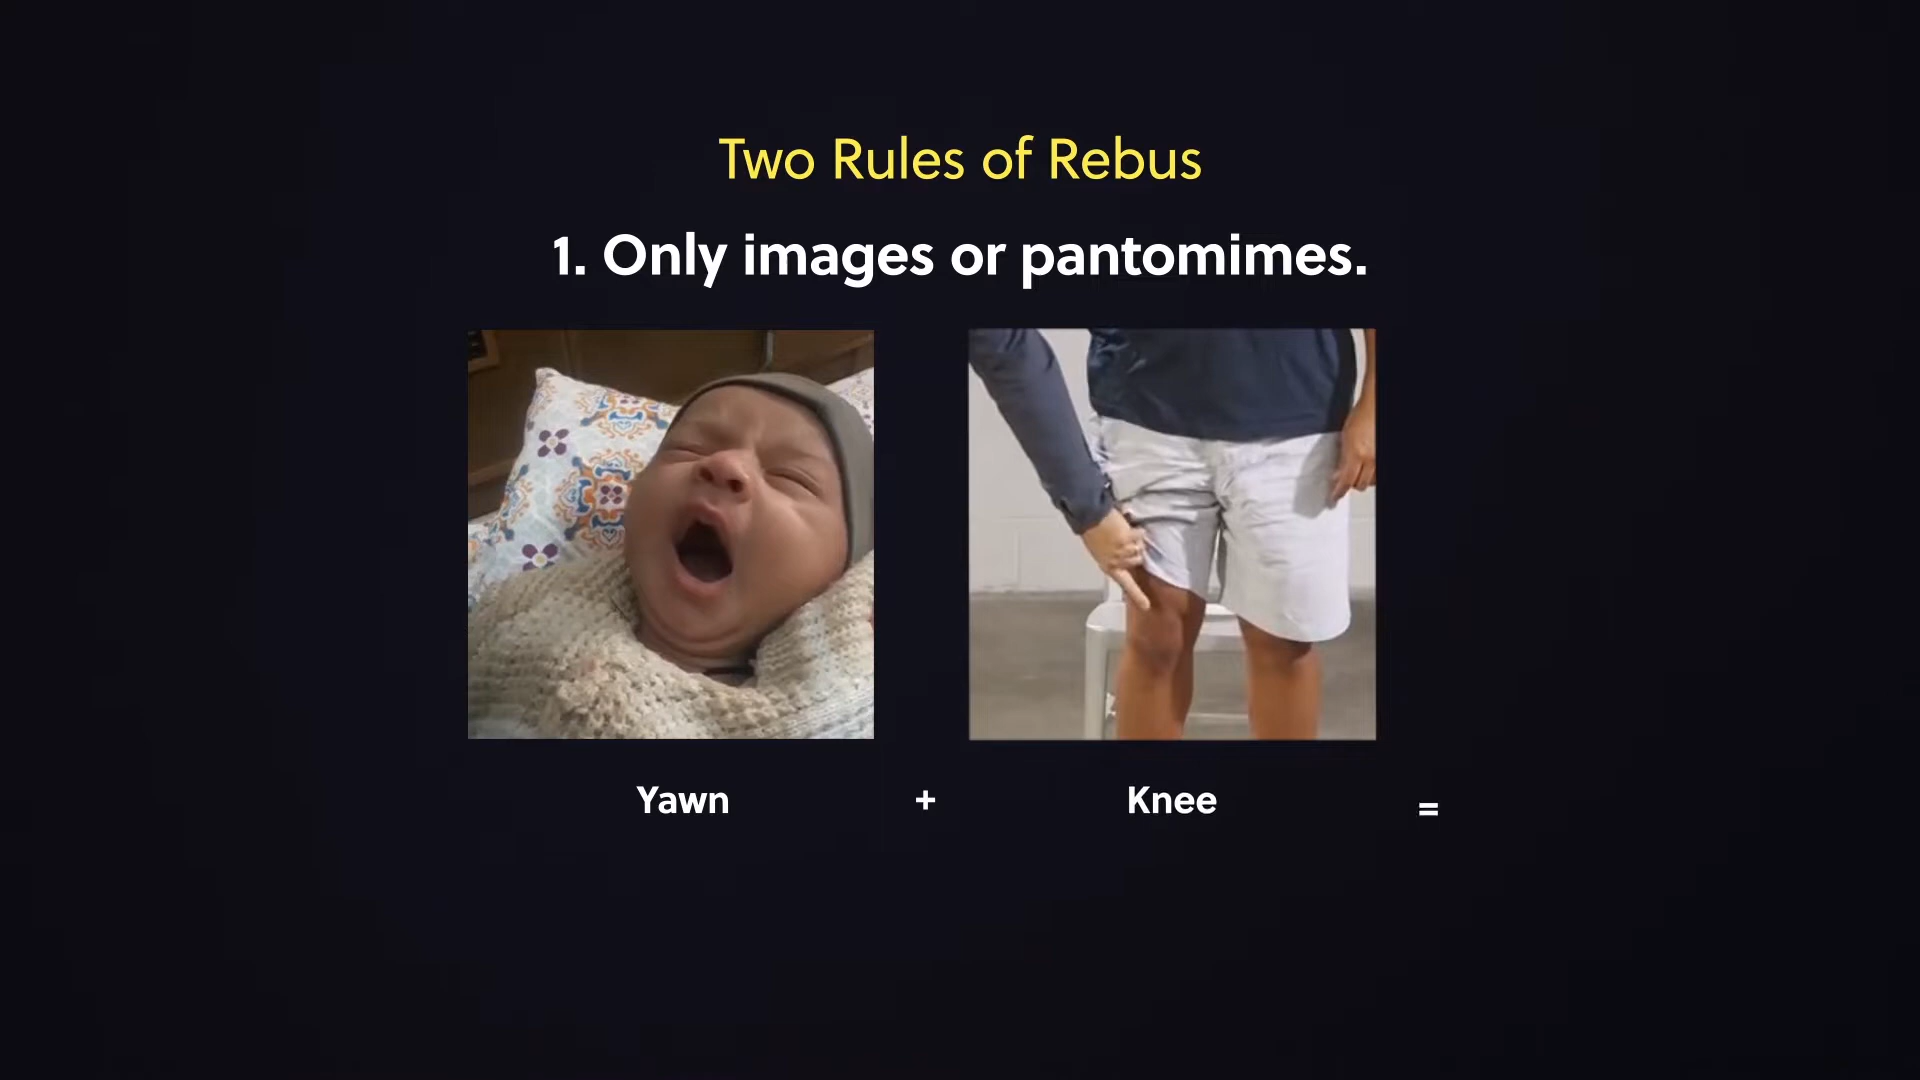 Two Rules of Rebus
1. Only images or pantomimes.
Yawn + Knee =